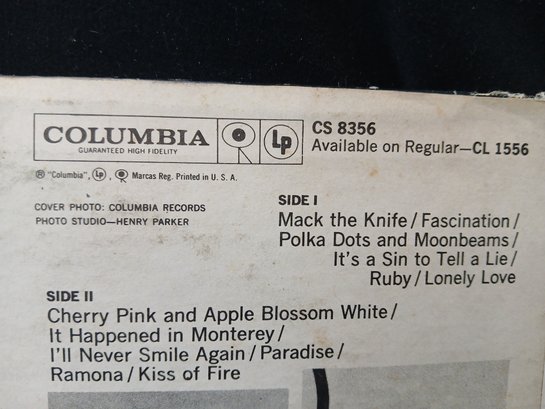 COLUMBIA
GUARANTEED HIGH FIDELITY
Lp
CS 8356
Available on Regular—CL 1556
® "Columbia", Lp, Marcas Reg. Printed in U. S. A.
COVER PHOTO: COLUMBIA RECORDS
PHOTO STUDIO—HENRY PARKER
SIDE I
Mack the Knife/Fascination/
Polka Dots and Moonbeams/
It's a Sin to Tell a Lie/
Ruby/Lonely Love
SIDE II
Cherry Pink and Apple Blossom White/
It Happened in Monterey/
I'll Never Smile Again/Paradise/
Ramona/Kiss of Fire